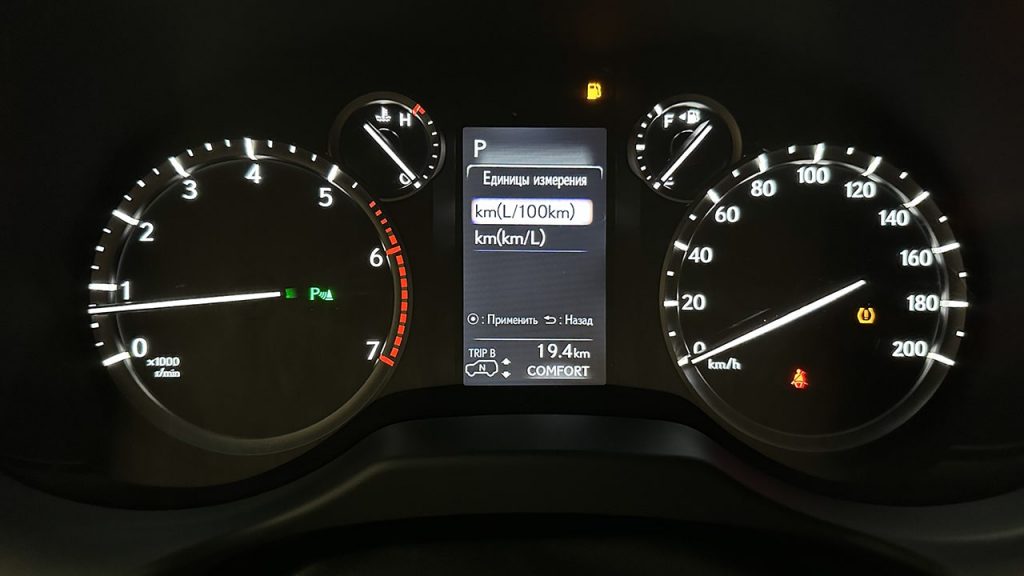 0
1
2
3
4
5
6
7
x1000
r/min
P
H
C
P
Единицы измерения
km(L/100km)
km(km/L)
: Применить : Назад
TRIP B 19.4km
N COMFORT
F
E
0
20
40
60
80
100
120
140
160
180
200
km/h